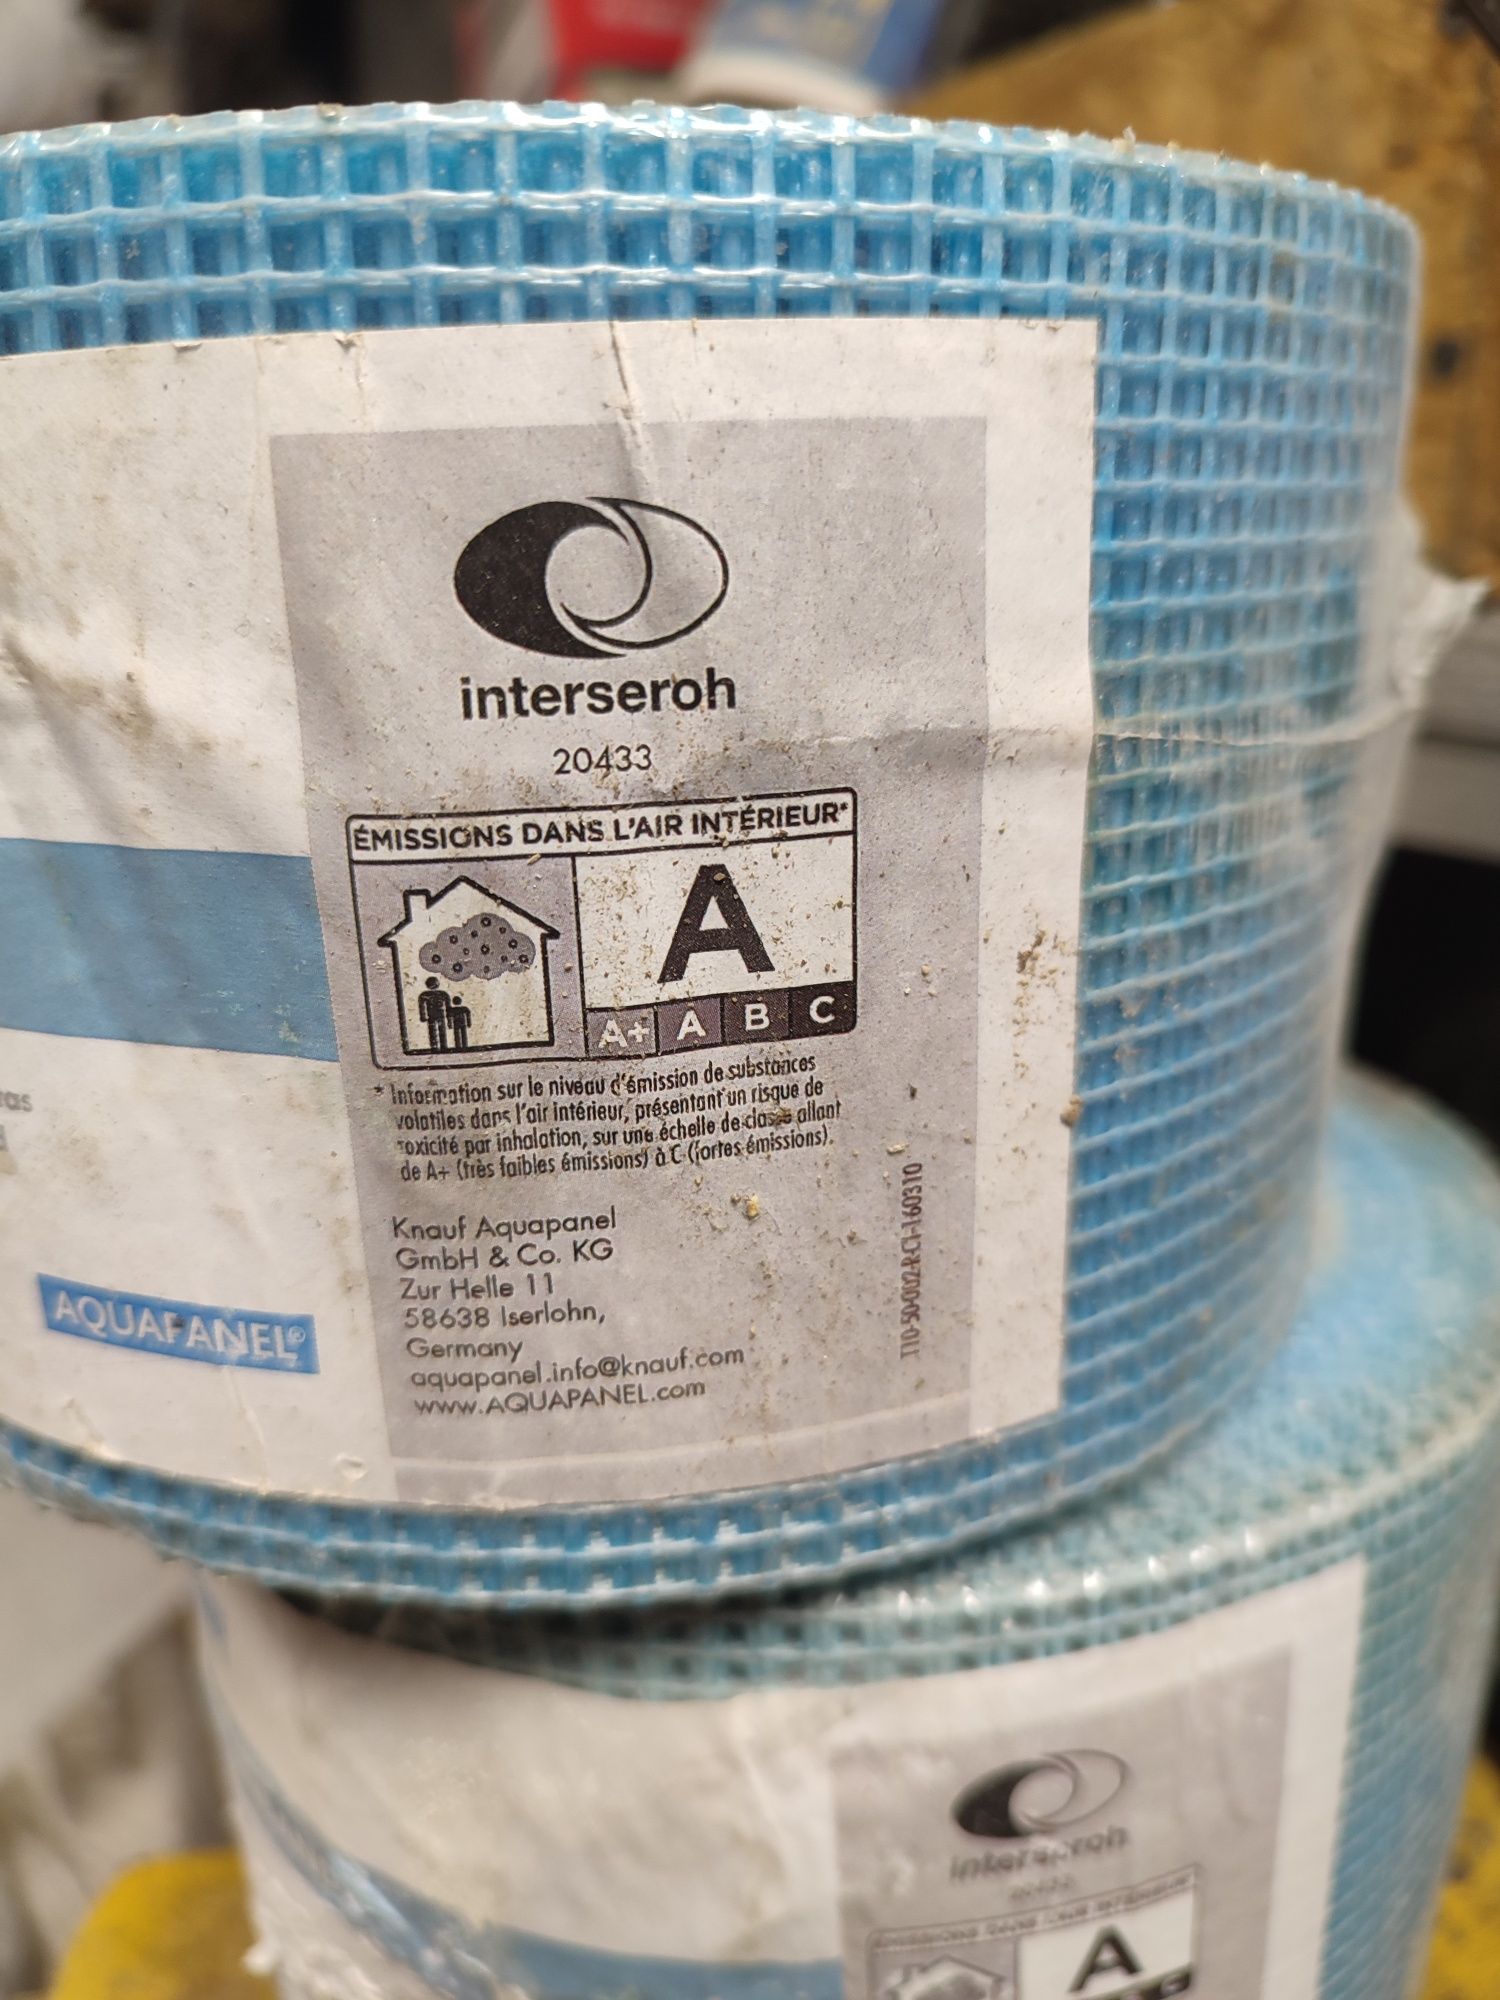 interseroh
20433
ÉMISSIONS DANS L'AIR INTÉRIEUR*
A
A+ A B C
* Information sur le niveau d'émission de substances
volatiles dans l'air intérieur, présentant un risque de
toxicité par inhalation, sur une échelle de classe allant
de A+ (très faibles émissions) à C (fortes émissions).
Knauf Aquapanel
GmbH & Co. KG
Zur Helle 11
58638 Iserlohn,
Germany
aquapanel.info@knauf.com
www.AQUAPANEL.com
AQUAPANEL®
interseroh
A